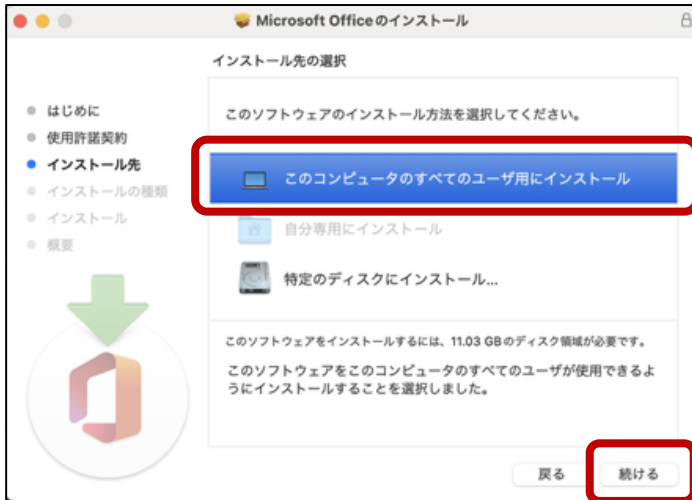 Microsoft Officeのインストール
インストール先の選択
はじめに
使用許諾契約
インストール先
インストールの種類
インストール
概要
このソフトウェアのインストール方法を選択してください。
このコンピュータのすべてのユーザ用にインストール
自分専用にインストール
特定のディスクにインストール...
このソフトウェアをインストールするには、11.03 GBのディスク領域が必要です。
このソフトウェアをこのコンピュータのすべてのユーザが使用できるよ
うにインストールすることを選択しました。
戻る
続ける